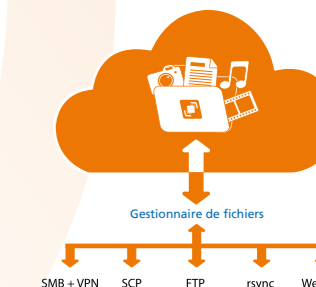 Gestionnaire de fichiers
SMB + VPN SCP FTP rsync